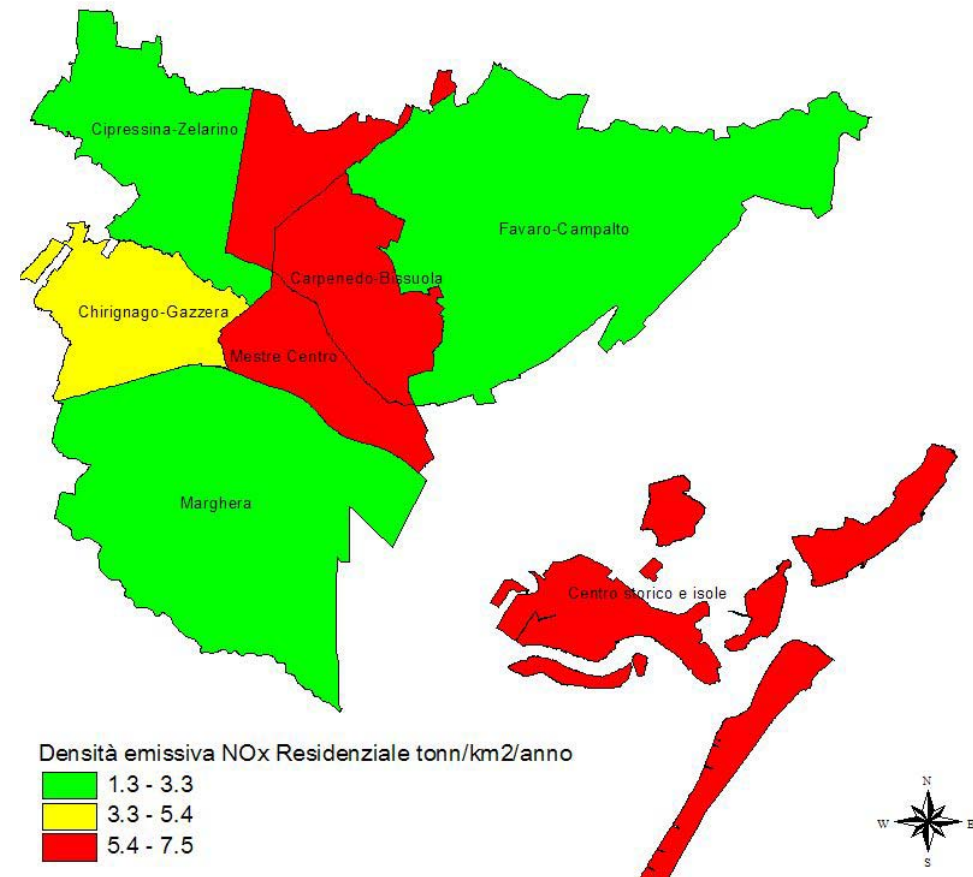 Cipressina-Zelarino
Favaro-Campalto
Carpenedo-Bissuola
Chirignago-Gazzera
Mestre Centro
Marghera
Centro storico e isole
Densità emissiva NOx Residenziale tonn/km2/anno
1.3 - 3.3
3.3 - 5.4
5.4 - 7.5
N
W E
S